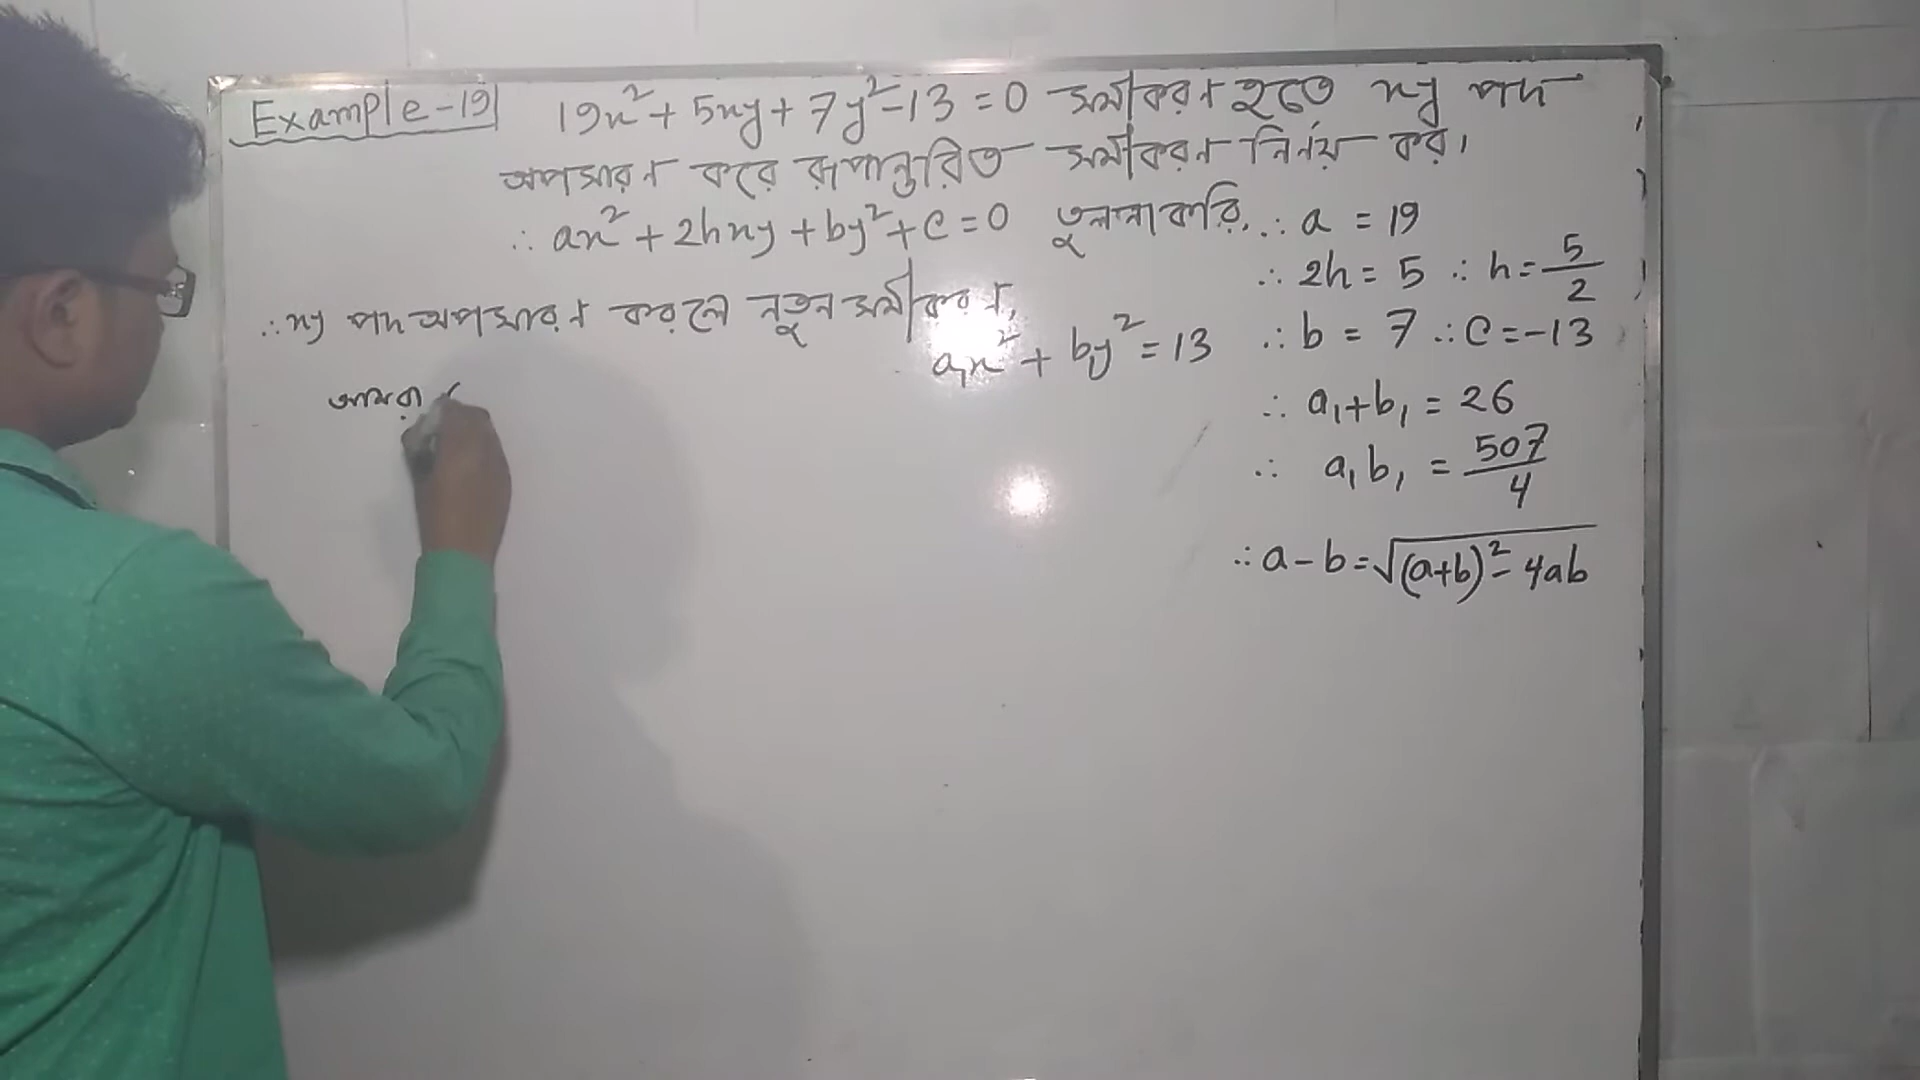 Example-19 19x² + 5xy + 7y² - 13 = 0 সমীকরণ হতে xy পদ
অপসারণ করে রূপান্তরিত সমীকরণ নির্ণয় কর।
∴ ax² + 2hxy + by² + c = 0 তুলনা করি, ∴ a = 19
∴ 2h = 5 ∴ h = 5/2
∴ xy পদ অপসারণ করলে নতুন সমীকরণ,
a₁x² + b₁y² = 13 ∴ b = 7 ∴ c = -13
আমরা
∴ a₁+b₁ = 26
∴ a₁b₁ = 507/4
∴ a - b = √((a+b)² - 4ab)